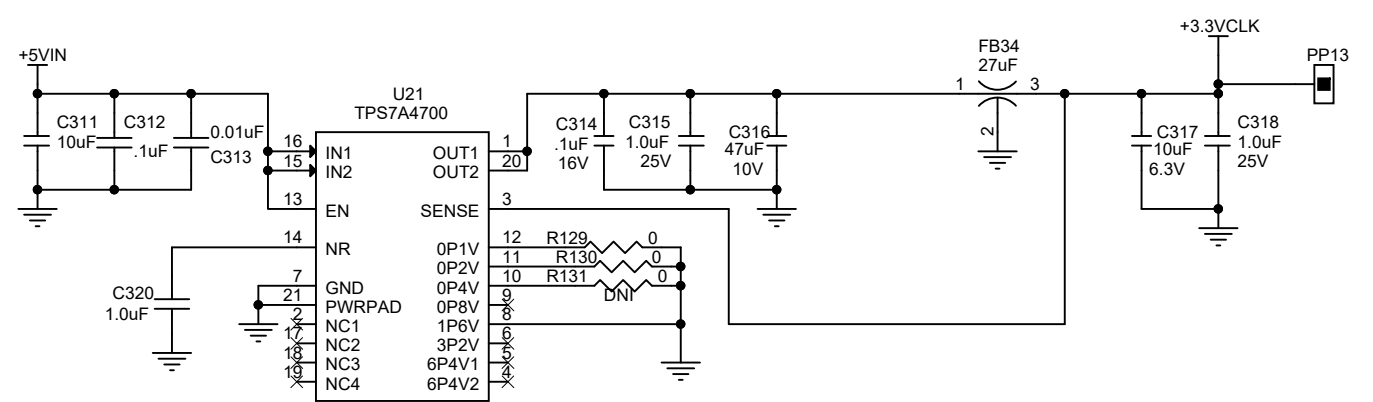 +5VIN
C311
10uF
C312
.1uF
0.01uF
C313
U21
TPS7A4700
16
IN1
15
IN2
13
EN
14
NR
7
GND
21
PWRPAD
2
NC1
17
NC2
18
NC3
19
NC4
C320
1.0uF
OUT1
1
OUT2
20
SENSE
3
0P1V
12
R129
0
0P2V
11
R130
0
0P4V
10
R131
0
DNI
0P8V
9
1P6V
8
3P2V
6
6P4V1
5
6P4V2
4
C314
.1uF
16V
C315
1.0uF
25V
C316
47uF
10V
FB34
27uF
1
3
2
+3.3VCLK
PP13
C317
10uF
6.3V
C318
1.0uF
25V